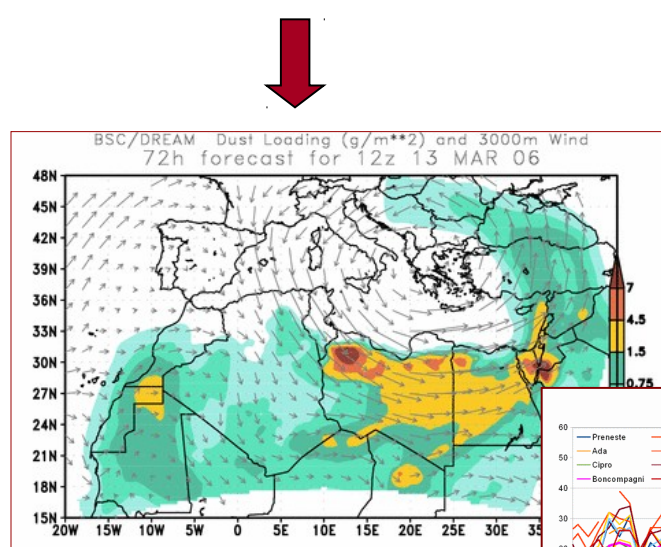 BSC/DREAM Dust Loading (g/m**2) and 3000m Wind
72h forecast for 12z 13 MAR 06
48N
45N
42N
39N
36N
33N
30N
27N
24N
21N
18N
15N
20W 15W 10W 5W 0 5E 10E 15E 20E 25E 30E
7
4.5
1.5
0.75
60
50
40
30
Preneste
Ada
Cipro
Boncompagni